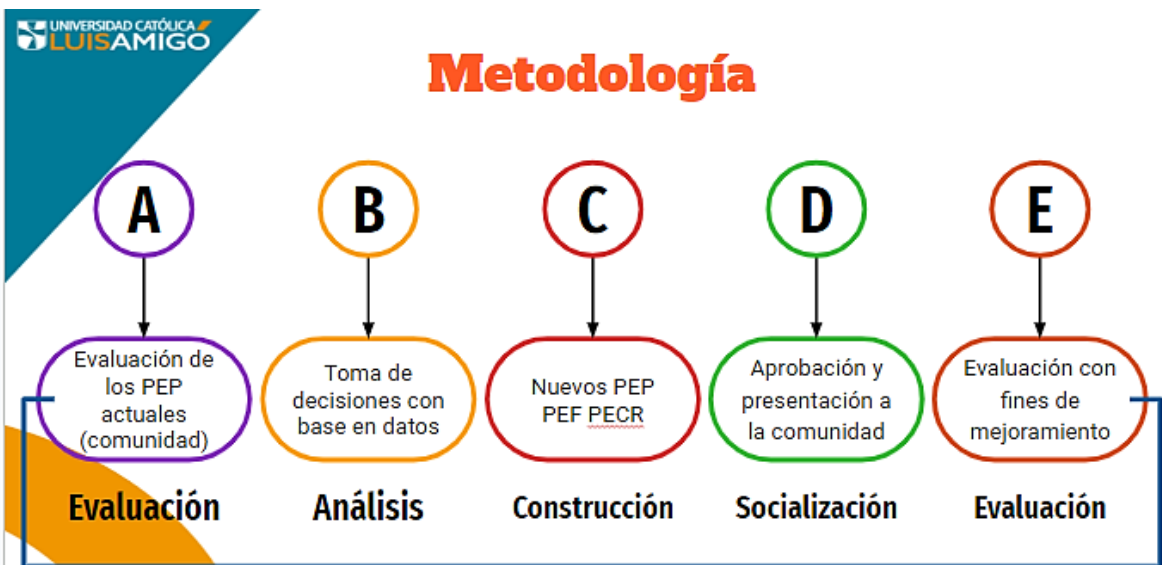 UNIVERSIDAD CATÓLICA
LUISAMIGÓ
Metodología
A
B
C
D
E
Evaluación de
los PEP
actuales
(comunidad)
Toma de
decisiones con
base en datos
Nuevos PEP
PEF PECR
Aprobación y
presentación a
la comunidad
Evaluación con
fines de
mejoramiento
Evaluación
Análisis
Construcción
Socialización
Evaluación